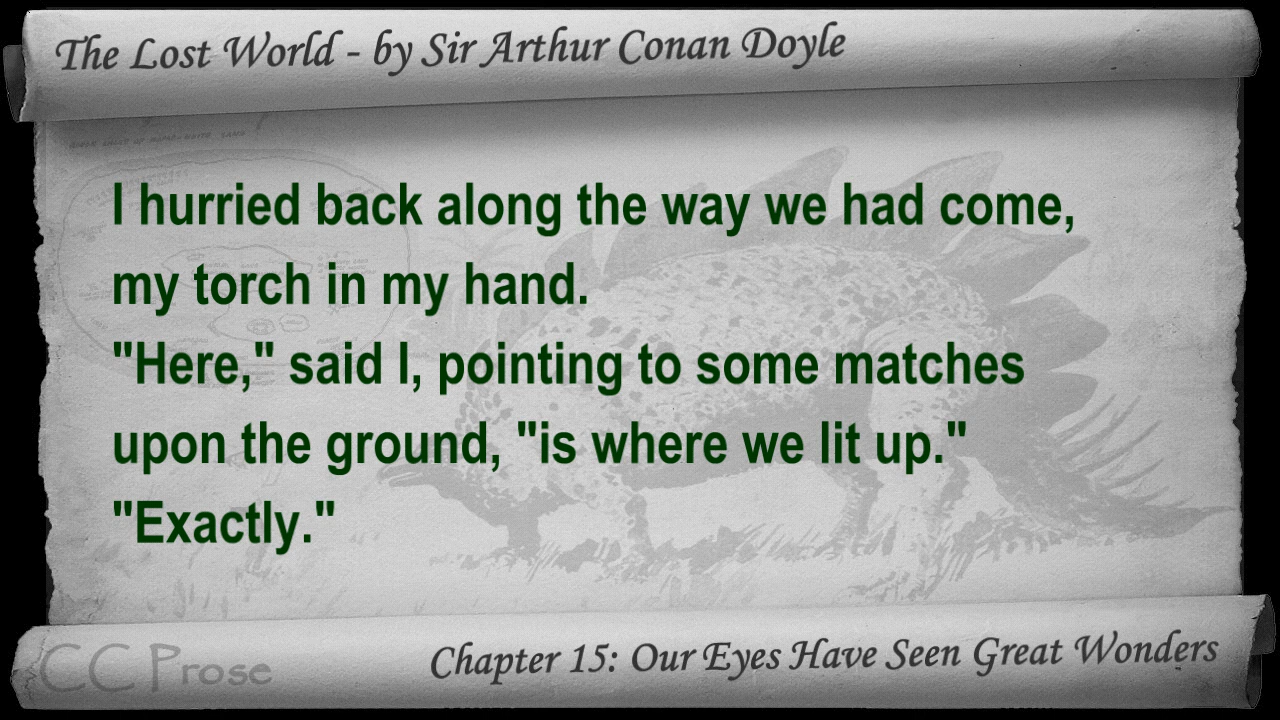 The Lost World - by Sir Arthur Conan Doyle
I hurried back along the way we had come,
my torch in my hand.
"Here," said I, pointing to some matches
upon the ground, "is where we lit up."
"Exactly."
CC Prose
Chapter 15: Our Eyes Have Seen Great Wonders